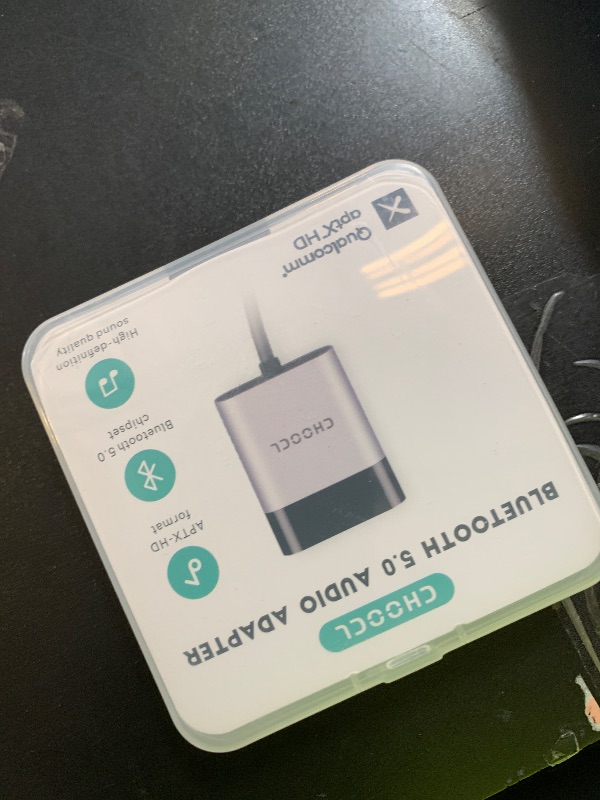 CHOOCL
BLUETOOTH 5.0 AUDIO ADAPTER
APTX-HD
format
Bluetooth 5.0
chipset
High-definition
sound quality
CHOOCL
Qualcomm®
aptX HD